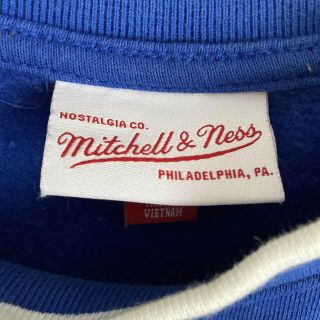 NOSTALGIA CO.
Mitchell & Ness
PHILADELPHIA, PA.
VIETNAM